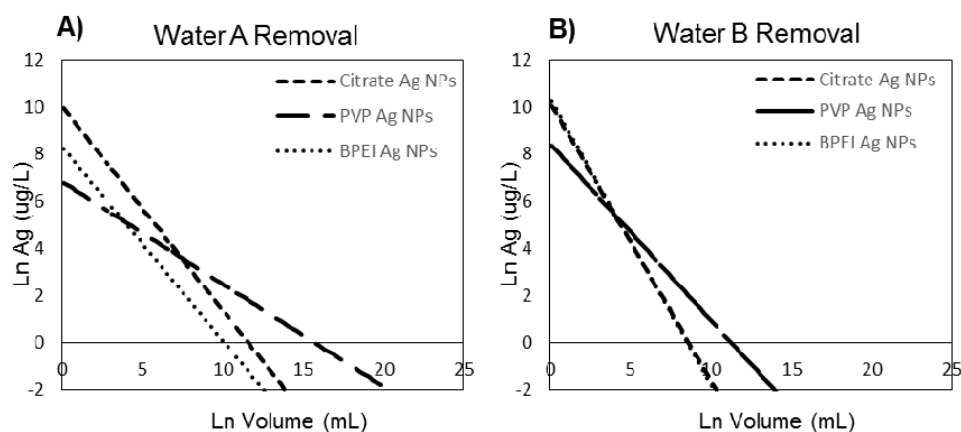 A) Water A Removal
12
10
8
6
4
2
0
-2
Ln Ag (ug/L)
Citrate Ag NPs
PVP Ag NPs
BPEI Ag NPs
0 5 10 15 20 25
Ln Volume (mL)
B) Water B Removal
12
10
8
6
4
2
0
-2
Ln Ag (ug/L)
Citrate Ag NPs
PVP Ag NPs
BPEI Ag NPs
0 5 10 15 20 25
Ln Volume (mL)